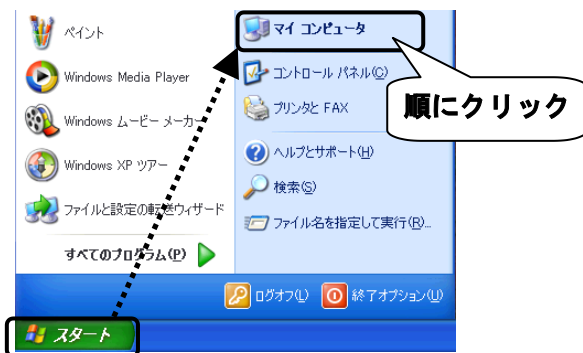 ペイント
Windows Media Player
Windows ムービー メーカー
Windows XP ツアー
ファイルと設定の転送ウィザード
すべてのプログラム(P)
マイ コンピュータ
コントロール パネル(C)
プリンタと FAX
ヘルプとサポート(H)
検索(S)
ファイル名を指定して実行(R)...
順にクリック
ログオフ(L)
終了オプション(U)
スタート